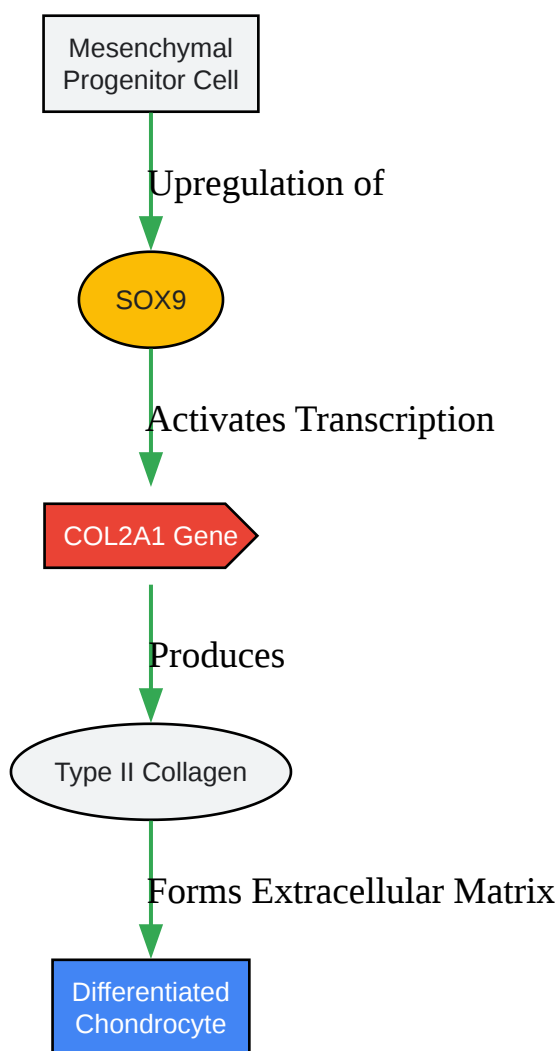 Mesenchymal
Progenitor Cell
Upregulation of
SOX9
Activates Transcription
COL2A1 Gene
Produces
Type II Collagen
Forms Extracellular Matrix
Differentiated
Chondrocyte